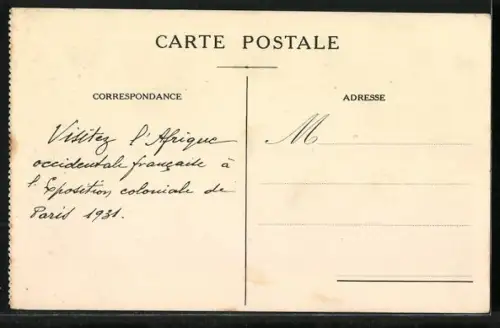 CARTE POSTALE
CORRESPONDANCE
Visitez l'Afrique
occidentale française à
l'Exposition coloniale de
Paris 1931.
ADRESSE
M